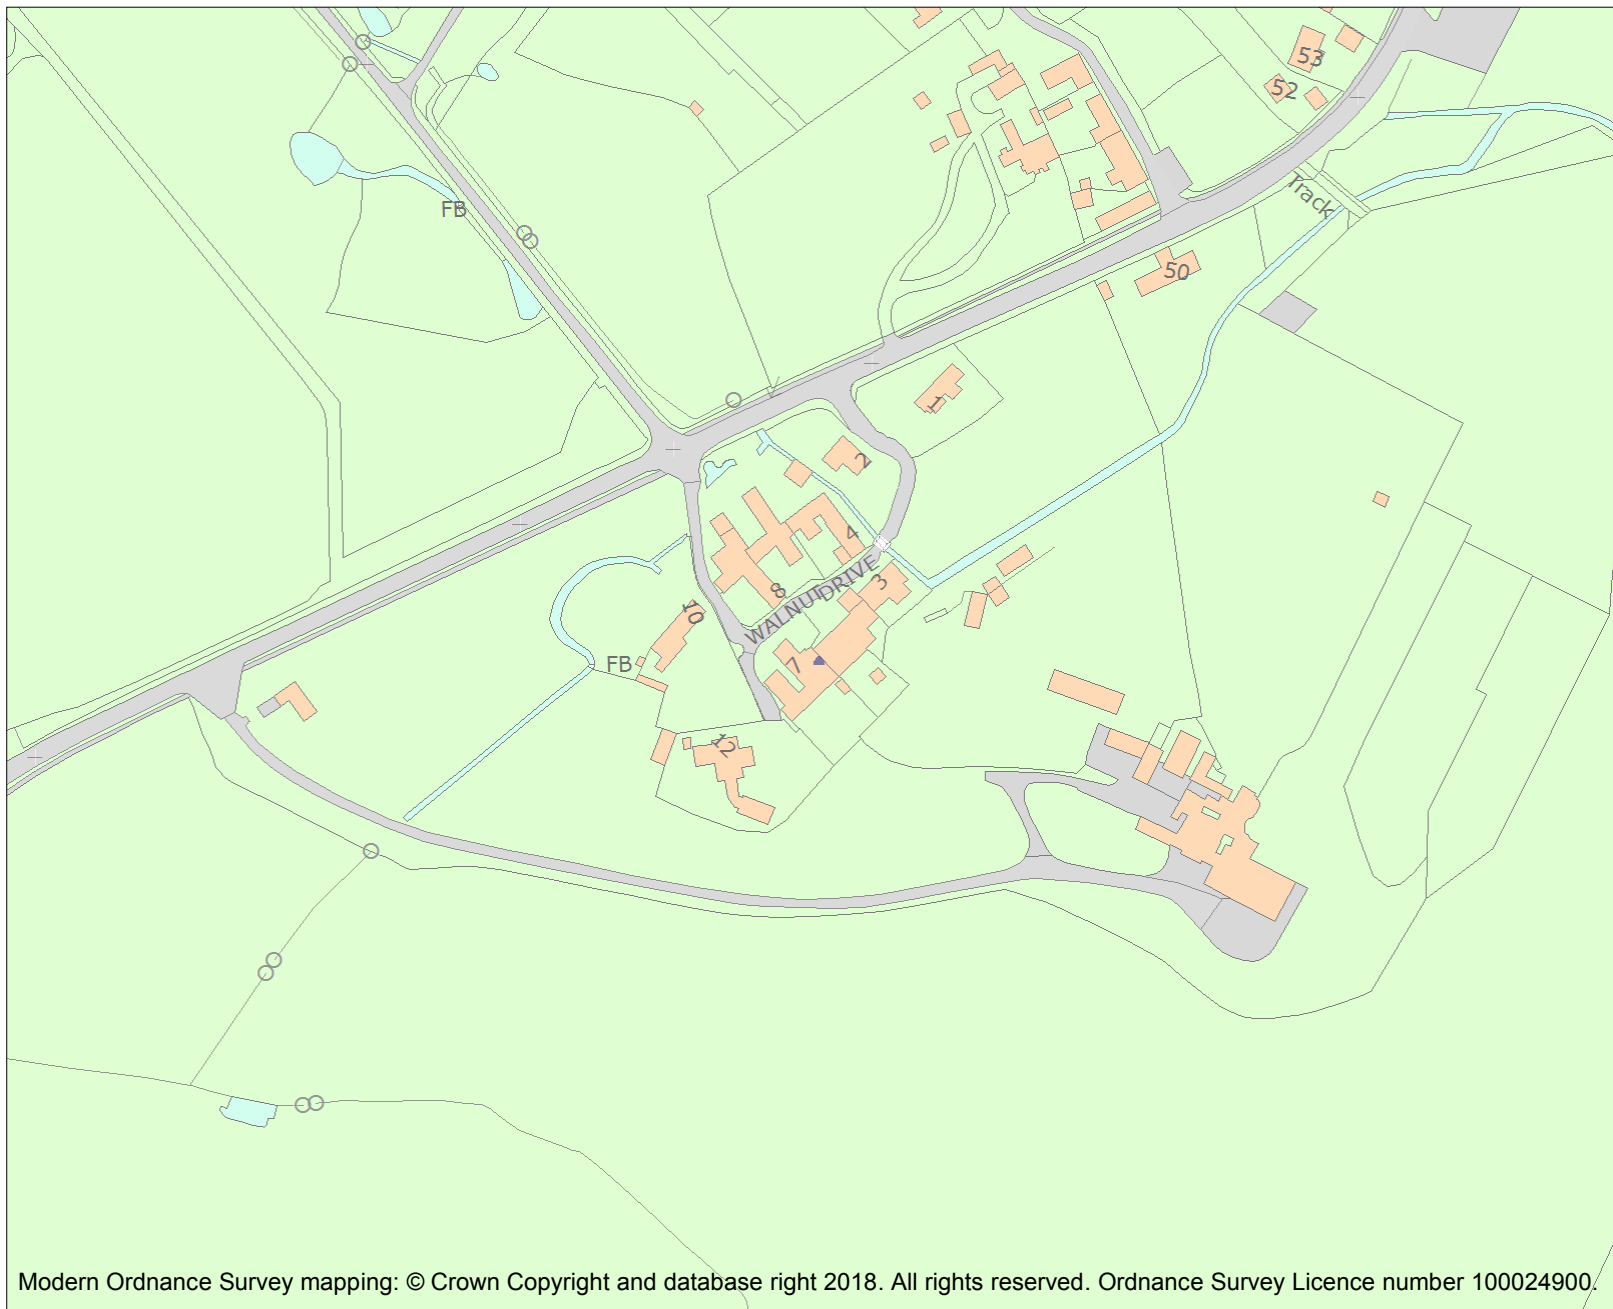 53
52
Track
FB
50
1
2
4
WALNUT DRIVE
3
8
10
FB
7
12
Modern Ordnance Survey mapping: © Crown Copyright and database right 2018. All rights reserved. Ordnance Survey Licence number 100024900.